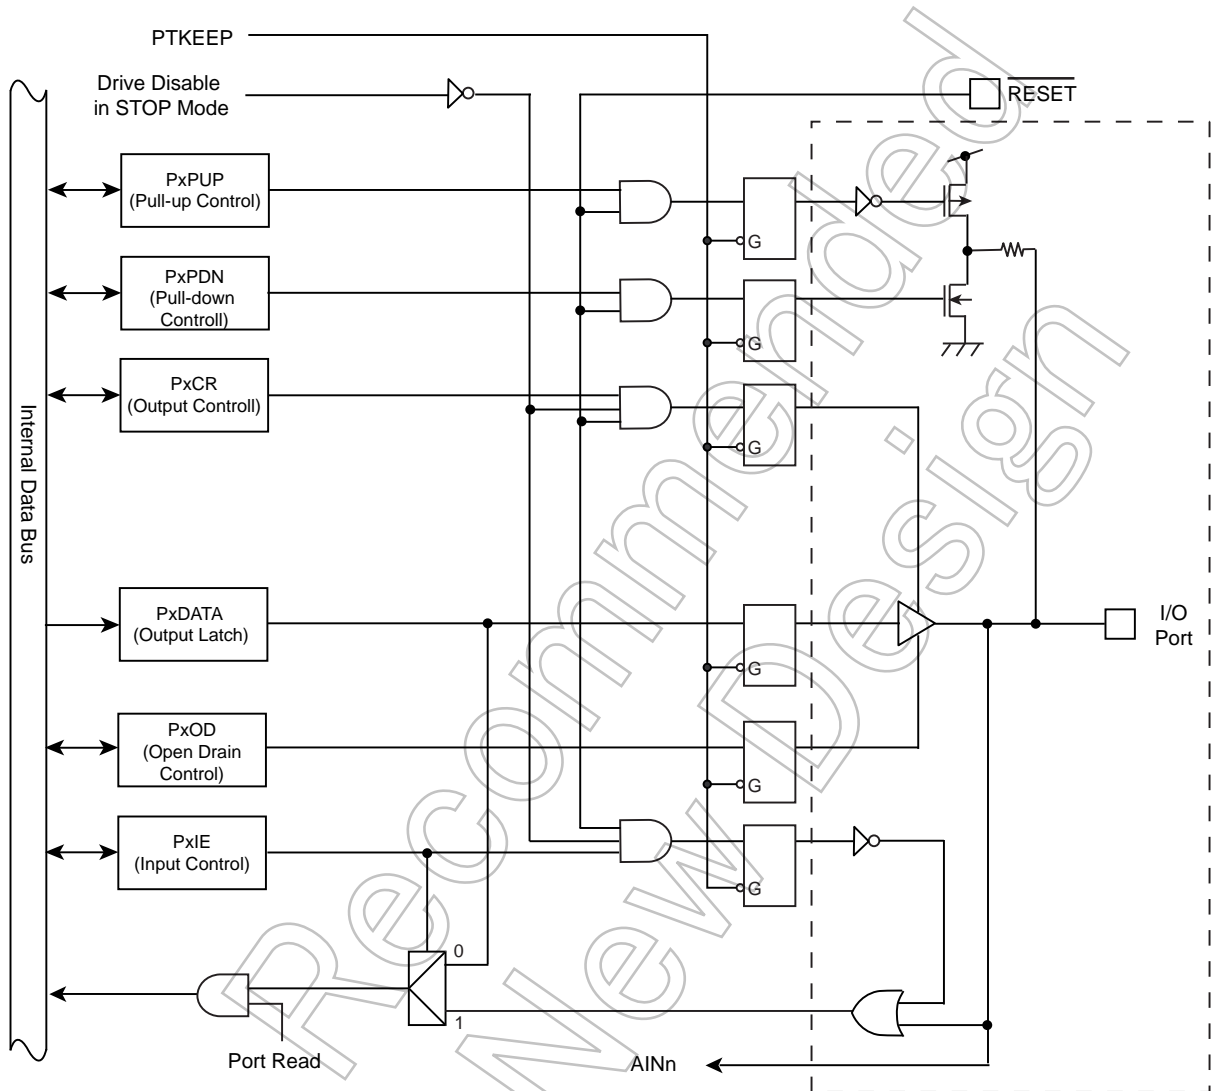 PTKEEP
Drive Disable
in STOP Mode
RESET
PxPUP
(Pull-up Control)
G
PxPDN
(Pull-down
Controll)
G
PxCR
(Output Controll)
G
Internal Data Bus
PxDATA
(Output Latch)
G
I/O
Port
PxOD
(Open Drain
Control)
G
PxIE
(Input Control)
G
0
1
Port Read
AINn
Recommended
New Design